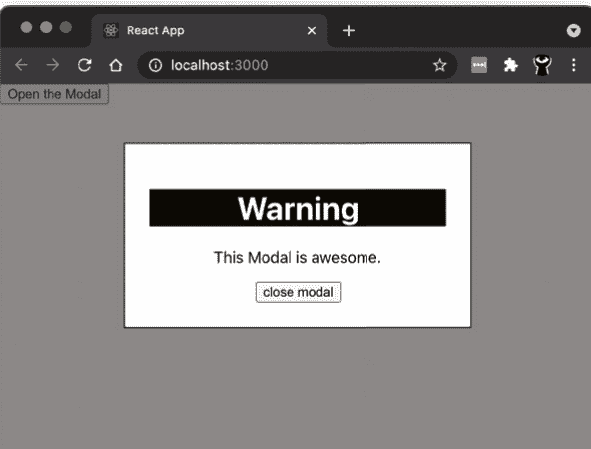 React App
localhost:3000
Open the Modal
Warning
This Modal is awesome.
close modal